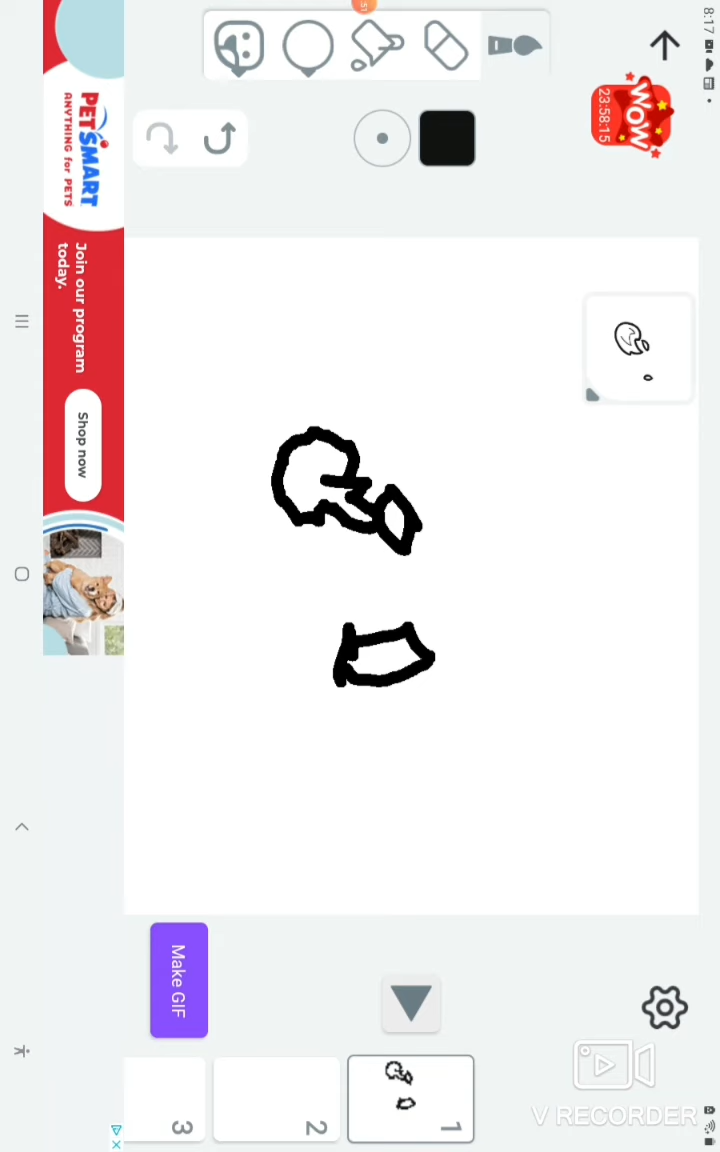 8:17
51
WOW
23:58:15
PETSMART
ANYTHING for PETS
Join our program
today.
Shop now
Make GIF
1
2
3
V RECORDER